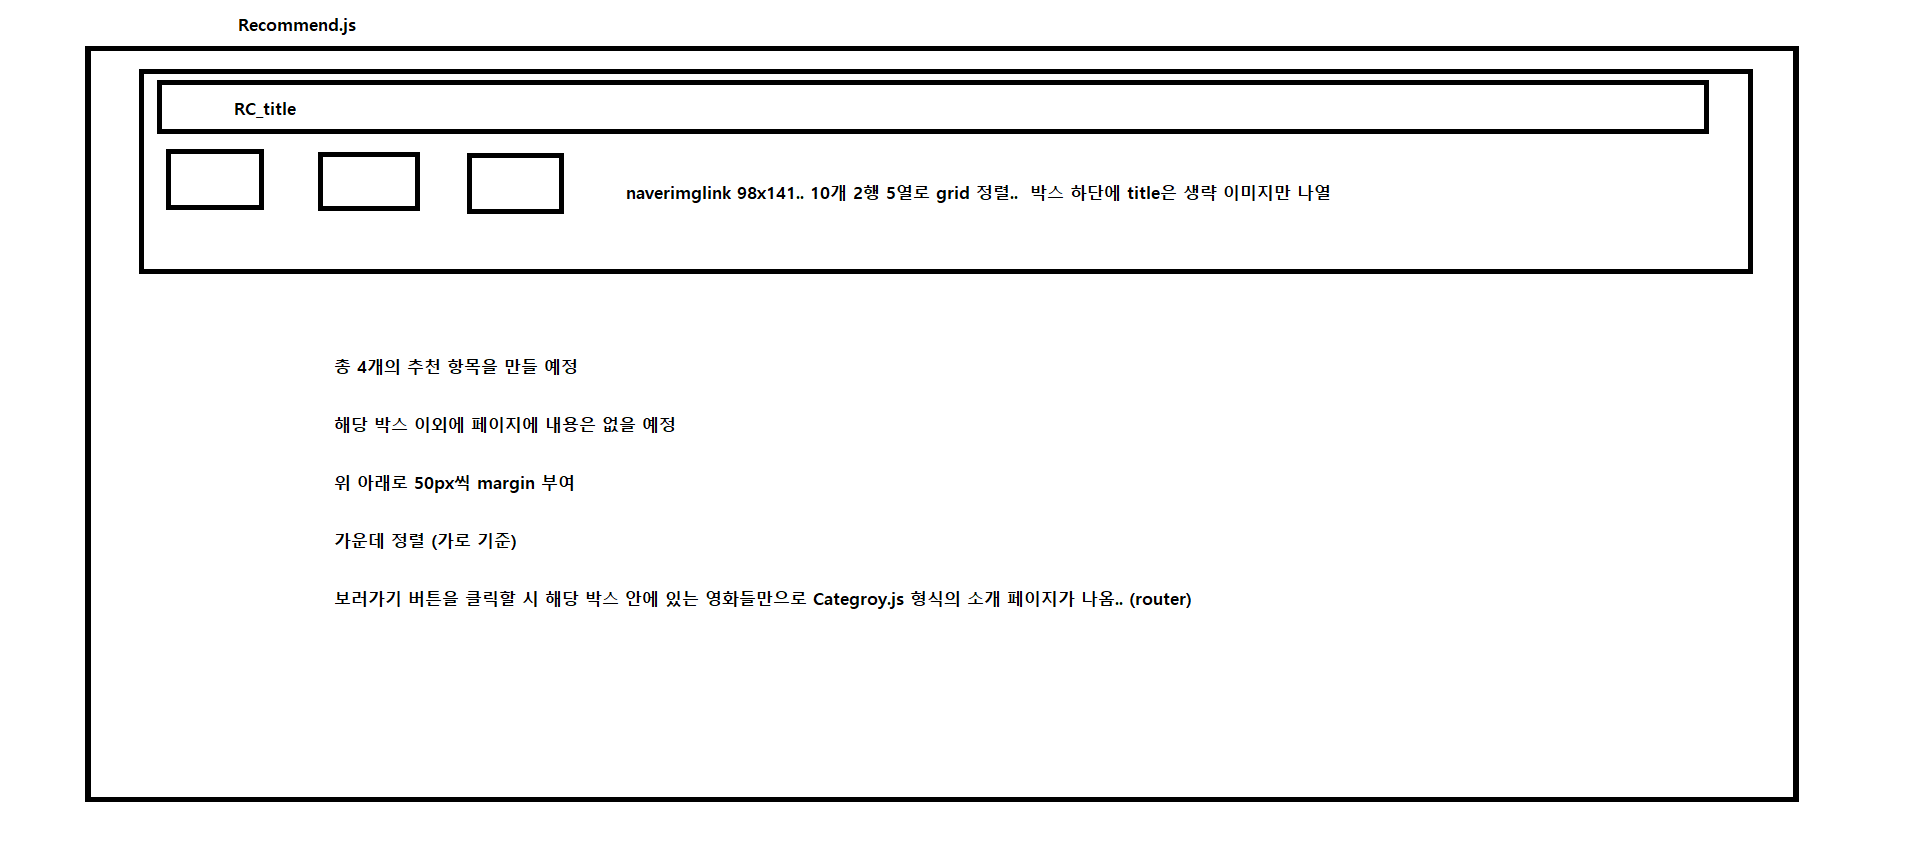 Recommend.js
RC_title
naverimglink 98x141.. 10개 2행 5열로 grid 정렬.. 박스 하단에 title은 생략 이미지만 나열
총 4개의 추천 항목을 만들 예정
해당 박스 이외에 페이지에 내용은 없을 예정
위 아래로 50px씩 margin 부여
가운데 정렬 (가로 기준)
보러가기 버튼을 클릭할 시 해당 박스 안에 있는 영화들만으로 Categroy.js 형식의 소개 페이지가 나옴.. (router)